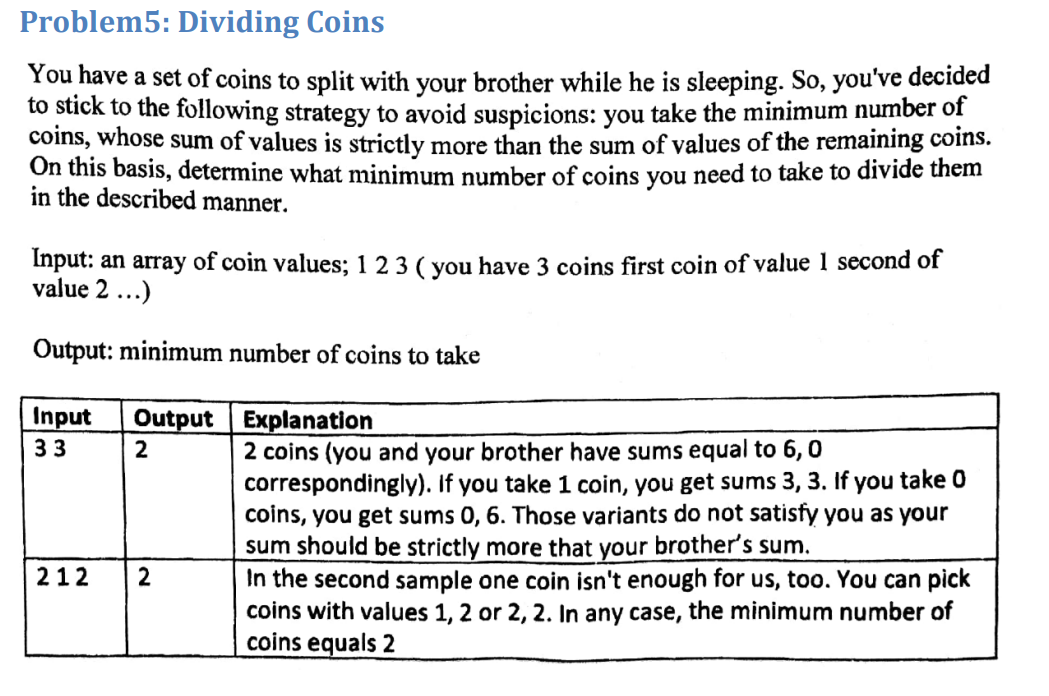 Problem5: Dividing Coins
You have a set of coins to split with your brother while he is sleeping. So, you've decided
to stick to the following strategy to avoid suspicions: you take the minimum number of
coins, whose sum of values is strictly more than the sum of values of the remaining coins.
On this basis, determine what minimum number of coins you need to take to divide them
in the described manner.
Input: an array of coin values; 1 2 3 ( you have 3 coins first coin of value 1 second of
value 2 ...)
Output: minimum number of coins to take
Input Output Explanation
3 3 2 2 coins (you and your brother have sums equal to 6, 0
correspondingly). If you take 1 coin, you get sums 3, 3. If you take 0
coins, you get sums 0, 6. Those variants do not satisfy you as your
sum should be strictly more that your brother's sum.
2 1 2 2 In the second sample one coin isn't enough for us, too. You can pick
coins with values 1, 2 or 2, 2. In any case, the minimum number of
coins equals 2